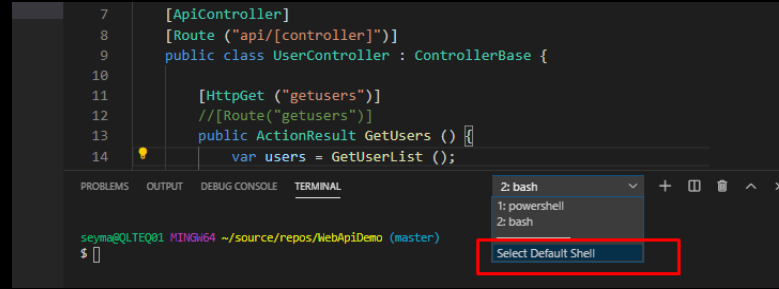 7 [ApiController]
8 [Route ("api/[controller]")]
9 public class UserController : ControllerBase {
10
11 [HttpGet ("getusers")]
12 //[Route("getusers")]
13 public ActionResult GetUsers () {
14 var users = GetUserList ();
PROBLEMS OUTPUT DEBUG CONSOLE TERMINAL 2: bash
1: powershell
2: bash
seyma@QLTEQ01 MINGW64 ~/source/repos/WebApiDemo (master)
$ Select Default Shell